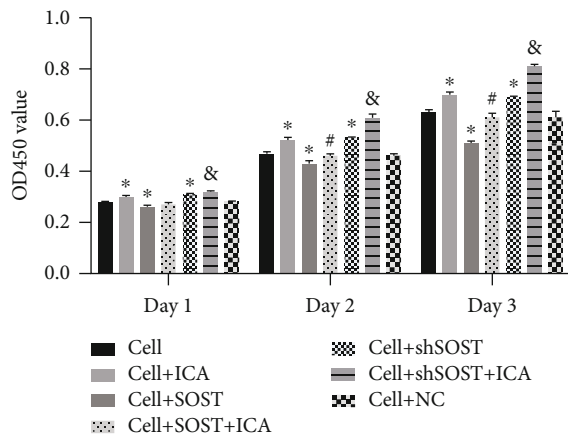 OD450 value
1.0
0.8
0.6
0.4
0.2
0.0
* * * &
* * # * &
* * # * &
Day 1 Day 2 Day 3
Cell
Cell+ICA
Cell+SOST
Cell+SOST+ICA
Cell+shSOST
Cell+shSOST+ICA
Cell+NC